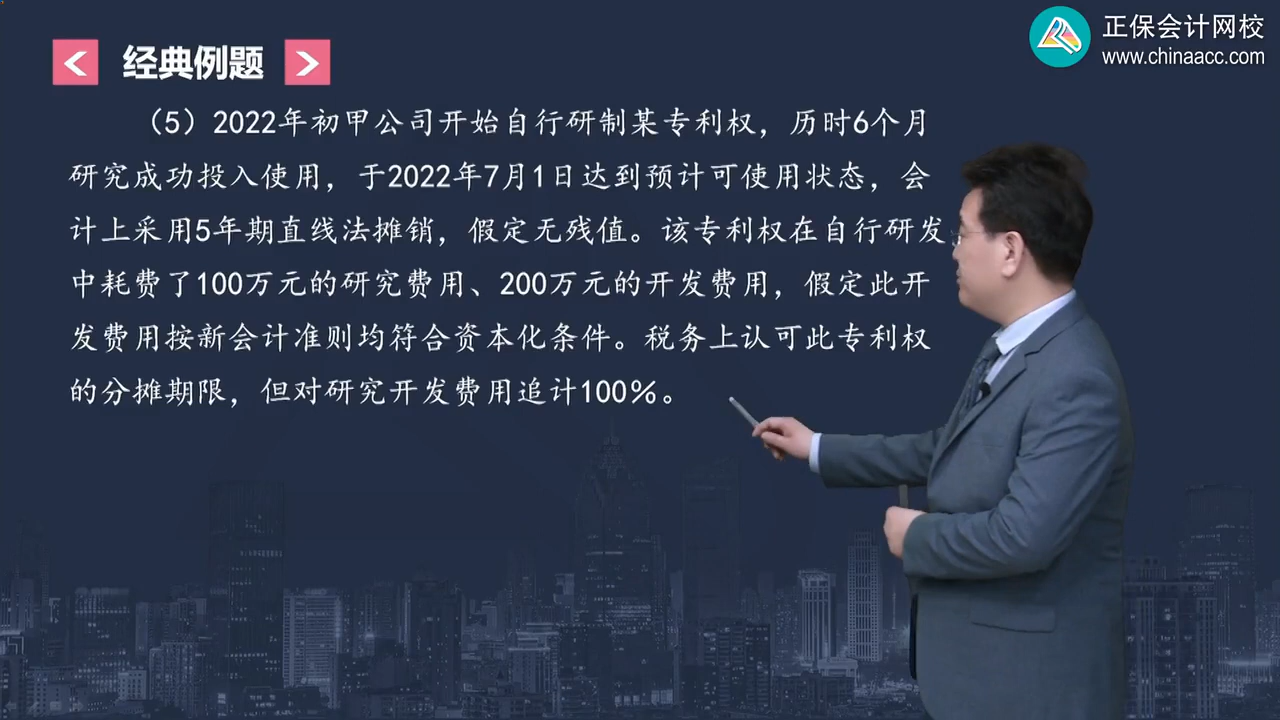 正保会计网校
www.chinaacc.com
经典例题
（5）2022年初甲公司开始自行研制某专利权，历时6个月
研究成功投入使用，于2022年7月1日达到预计可使用状态，会
计上采用5年期直线法摊销，假定无残值。该专利权在自行研发
中耗费了100万元的研究费用、200万元的开发费用，假定此开
发费用按新会计准则均符合资本化条件。税务上认可此专利权
的分摊期限，但对研究开发费用追计100%。